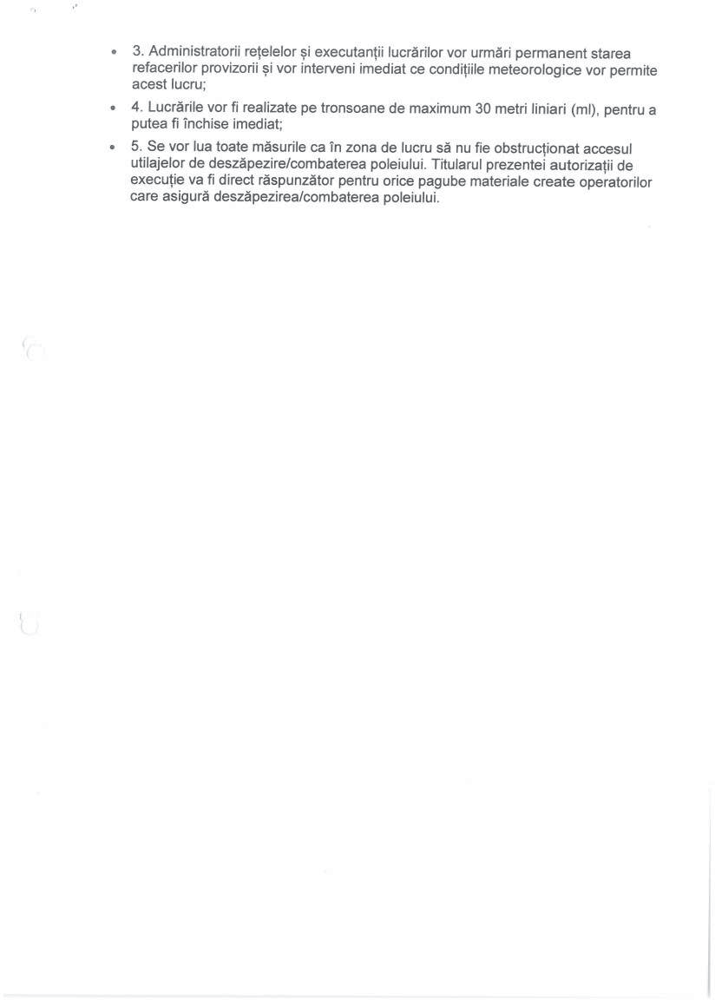 • 3. Administratorii rețelelor și executanții lucrărilor vor urmări permanent starea
refacerilor provizorii și vor interveni imediat ce condițiile meteorologice vor permite
acest lucru;
• 4. Lucrările vor fi realizate pe tronsoane de maximum 30 metri liniari (ml), pentru a
putea fi închise imediat;
• 5. Se vor lua toate măsurile ca în zona de lucru să nu fie obstrucționat accesul
utilajelor de deszăpezire/combaterea poleiului. Titularul prezentei autorizații de
execuție va fi direct răspunzător pentru orice pagube materiale create operatorilor
care asigură deszăpezirea/combaterea poleiului.